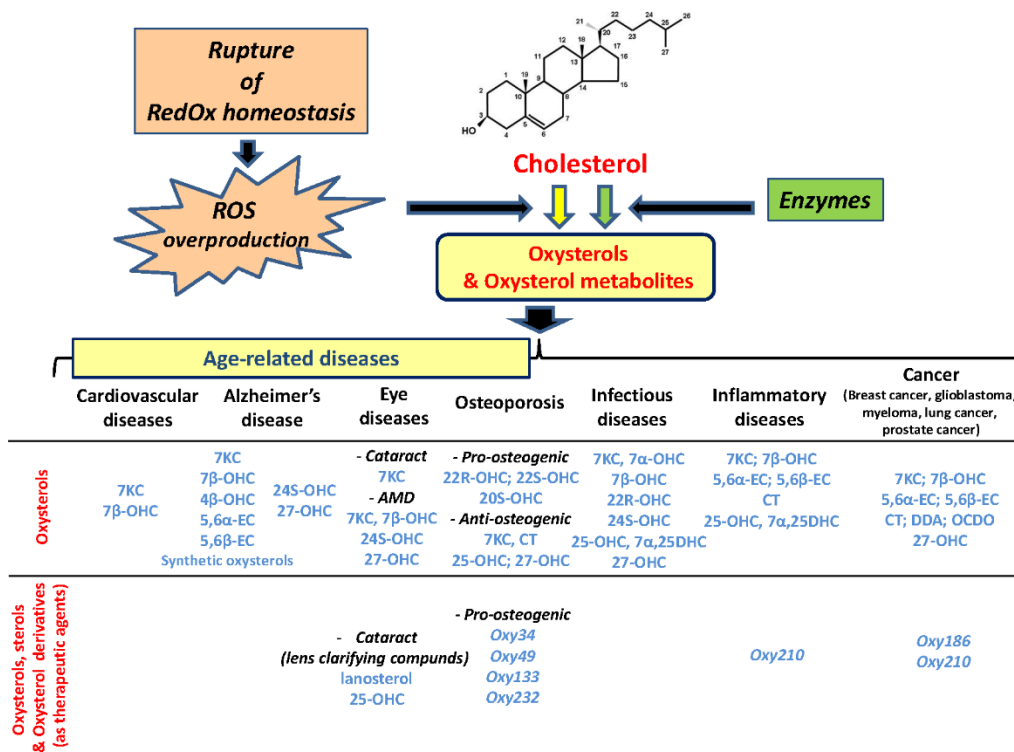 Rupture
of
RedOx homeostasis
ROS
overproduction
21
22
24
26
20
23
25
27
18
12
17
11
13
16
19
1
9
14
15
2
10
8
3
5
7
HO
4
6
Cholesterol
Enzymes
Oxysterols
& Oxysterol metabolites
Age-related diseases
Cardiovascular
diseases
Alzheimer's
disease
Eye
diseases
Osteoporosis
Infectious
diseases
Inflammatory
diseases
Cancer
(Breast cancer, glioblastoma,
myeloma, lung cancer,
prostate cancer)
Oxysterols
7KC
7β-OHC
7KC
7β-OHC
4β-OHC
5,6α-EC
5,6β-EC
24S-OHC
27-OHC
Synthetic oxysterols
- Cataract
7KC
- AMD
7KC, 7β-OHC
24S-OHC
27-OHC
- Pro-osteogenic
22R-OHC; 22S-OHC
20S-OHC
- Anti-osteogenic
7KC, CT
25-OHC; 27-OHC
7KC, 7α-OHC
7β-OHC
22R-OHC
24S-OHC
25-OHC, 7α,25DHC
27-OHC
7KC; 7β-OHC
5,6α-EC; 5,6β-EC
CT
25-OHC, 7α,25DHC
7KC; 7β-OHC
5,6α-EC; 5,6β-EC
CT; DDA; OCDO
27-OHC
Oxysterols, sterols
& Oxysterol derivatives
(as therapeutic agents)
- Cataract
(lens clarifying compunds)
lanosterol
25-OHC
- Pro-osteogenic
Oxy34
Oxy49
Oxy133
Oxy232
Oxy210
Oxy186
Oxy210